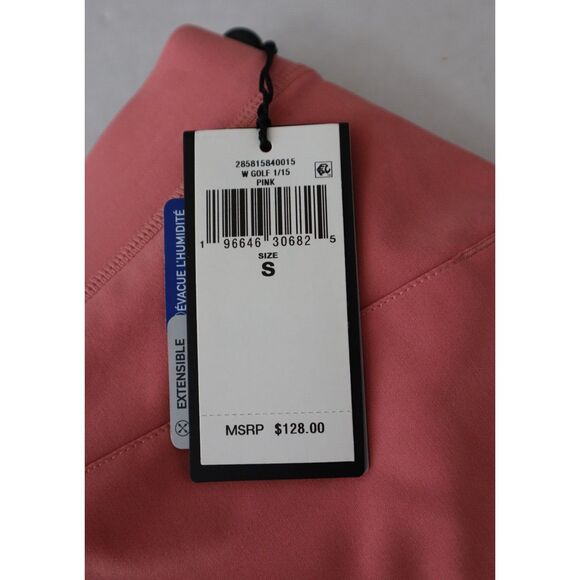 285815840015
W GOLF 1/15
PINK
1 96646 30682 5
SIZE
S
MSRP $128.00
ÉVACUE L'HUMIDITÉ
EXTENSIBLE